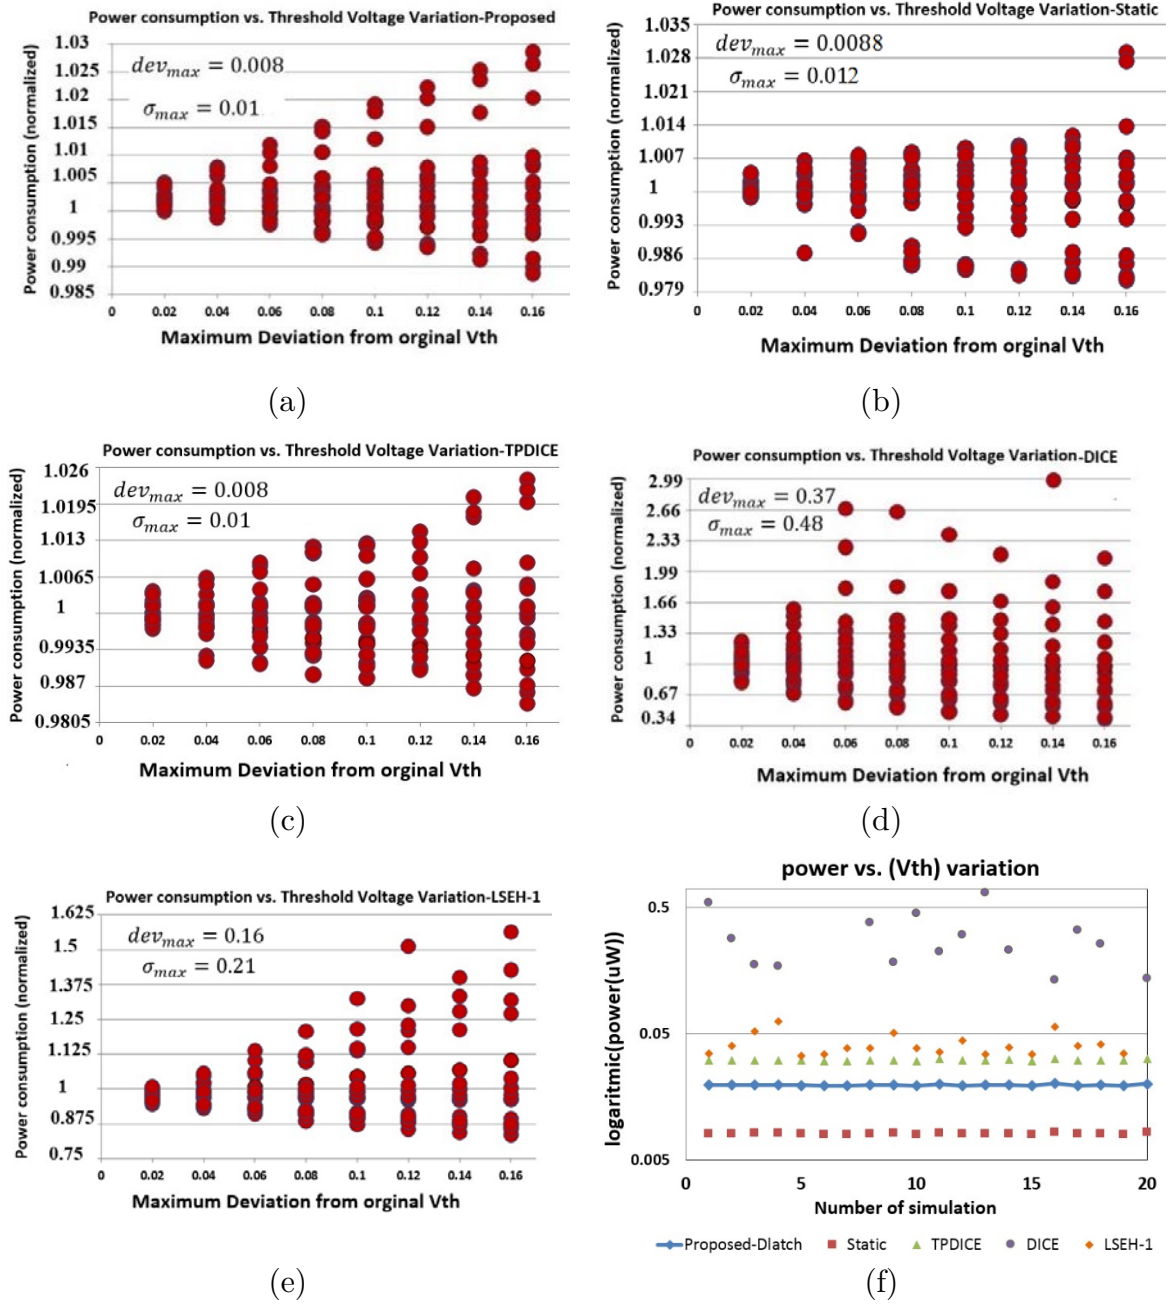 Power consumption vs. Threshold Voltage Variation-Proposed
Power consumption (normalized)
1.03
1.025
1.02
1.015
1.01
1.005
1
0.995
0.99
0.985
dev_max = 0.008
σ_max = 0.01
0 0.02 0.04 0.06 0.08 0.1 0.12 0.14 0.16
Maximum Deviation from orginal Vth
(a)
Power consumption vs. Threshold Voltage Variation-Static
Power consumption (normalized)
1.035
1.028
1.021
1.014
1.007
1
0.993
0.986
0.979
dev_max = 0.0088
σ_max = 0.012
0 0.02 0.04 0.06 0.08 0.1 0.12 0.14 0.16
Maximum Deviation from orginal Vth
(b)
Power consumption vs. Threshold Voltage Variation-TPDICE
Power consumption (normalized)
1.026
1.0195
1.013
1.0065
1
0.9935
0.987
0.9805
dev_max = 0.008
σ_max = 0.01
0 0.02 0.04 0.06 0.08 0.1 0.12 0.14 0.16
Maximum Deviation from orginal Vth
(c)
Power consumption vs. Threshold Voltage Variation-DICE
Power consumption (normalized)
2.99
2.66
2.33
1.99
1.66
1.33
1
0.67
0.34
dev_max = 0.37
σ_max = 0.48
0 0.02 0.04 0.06 0.08 0.1 0.12 0.14 0.16
Maximum Deviation from orginal Vth
(d)
Power consumption vs. Threshold Voltage Variation-LSEH-1
Power consumption (normalized)
1.625
1.5
1.375
1.25
1.125
1
0.875
0.75
dev_max = 0.16
σ_max = 0.21
0 0.02 0.04 0.06 0.08 0.1 0.12 0.14 0.16
Maximum Deviation from orginal Vth
(e)
power vs. (Vth) variation
logaritmic(power(uW))
0.5
0.05
0.005
0 5 10 15 20
Number of simulation
Proposed-Dlatch Static TPDICE DICE LSEH-1
(f)